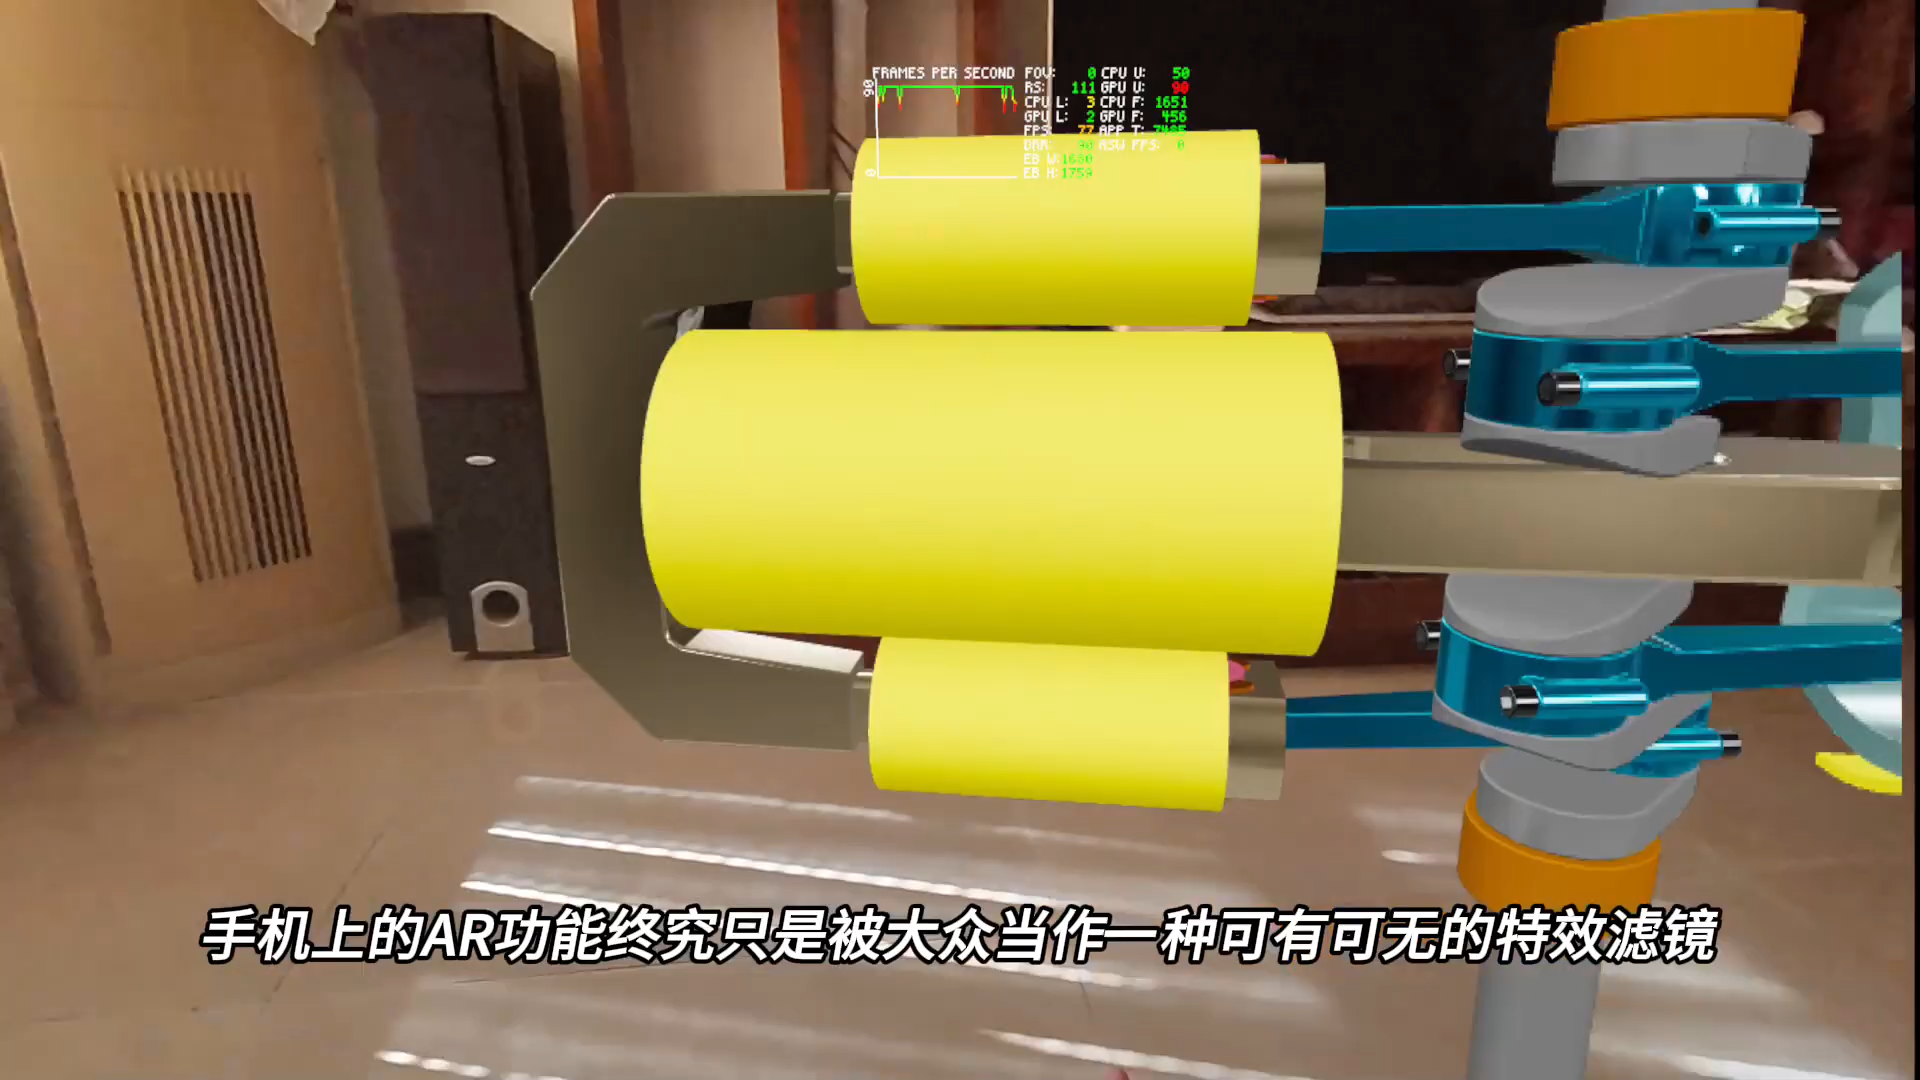 FRAMES PER SECOND
90
0
FOV: 0 CPU U: 50
RS: 111 GPU U: 90
CPU L: 3 CPU F: 1651
GPU L: 2 GPU F: 456
FPS: 77 APP T: 7485
DRR: 90 ASW FPS: 0
EB W:1680
EB H:1759
手机上的AR功能终究只是被大众当作一种可有可无的特效滤镜